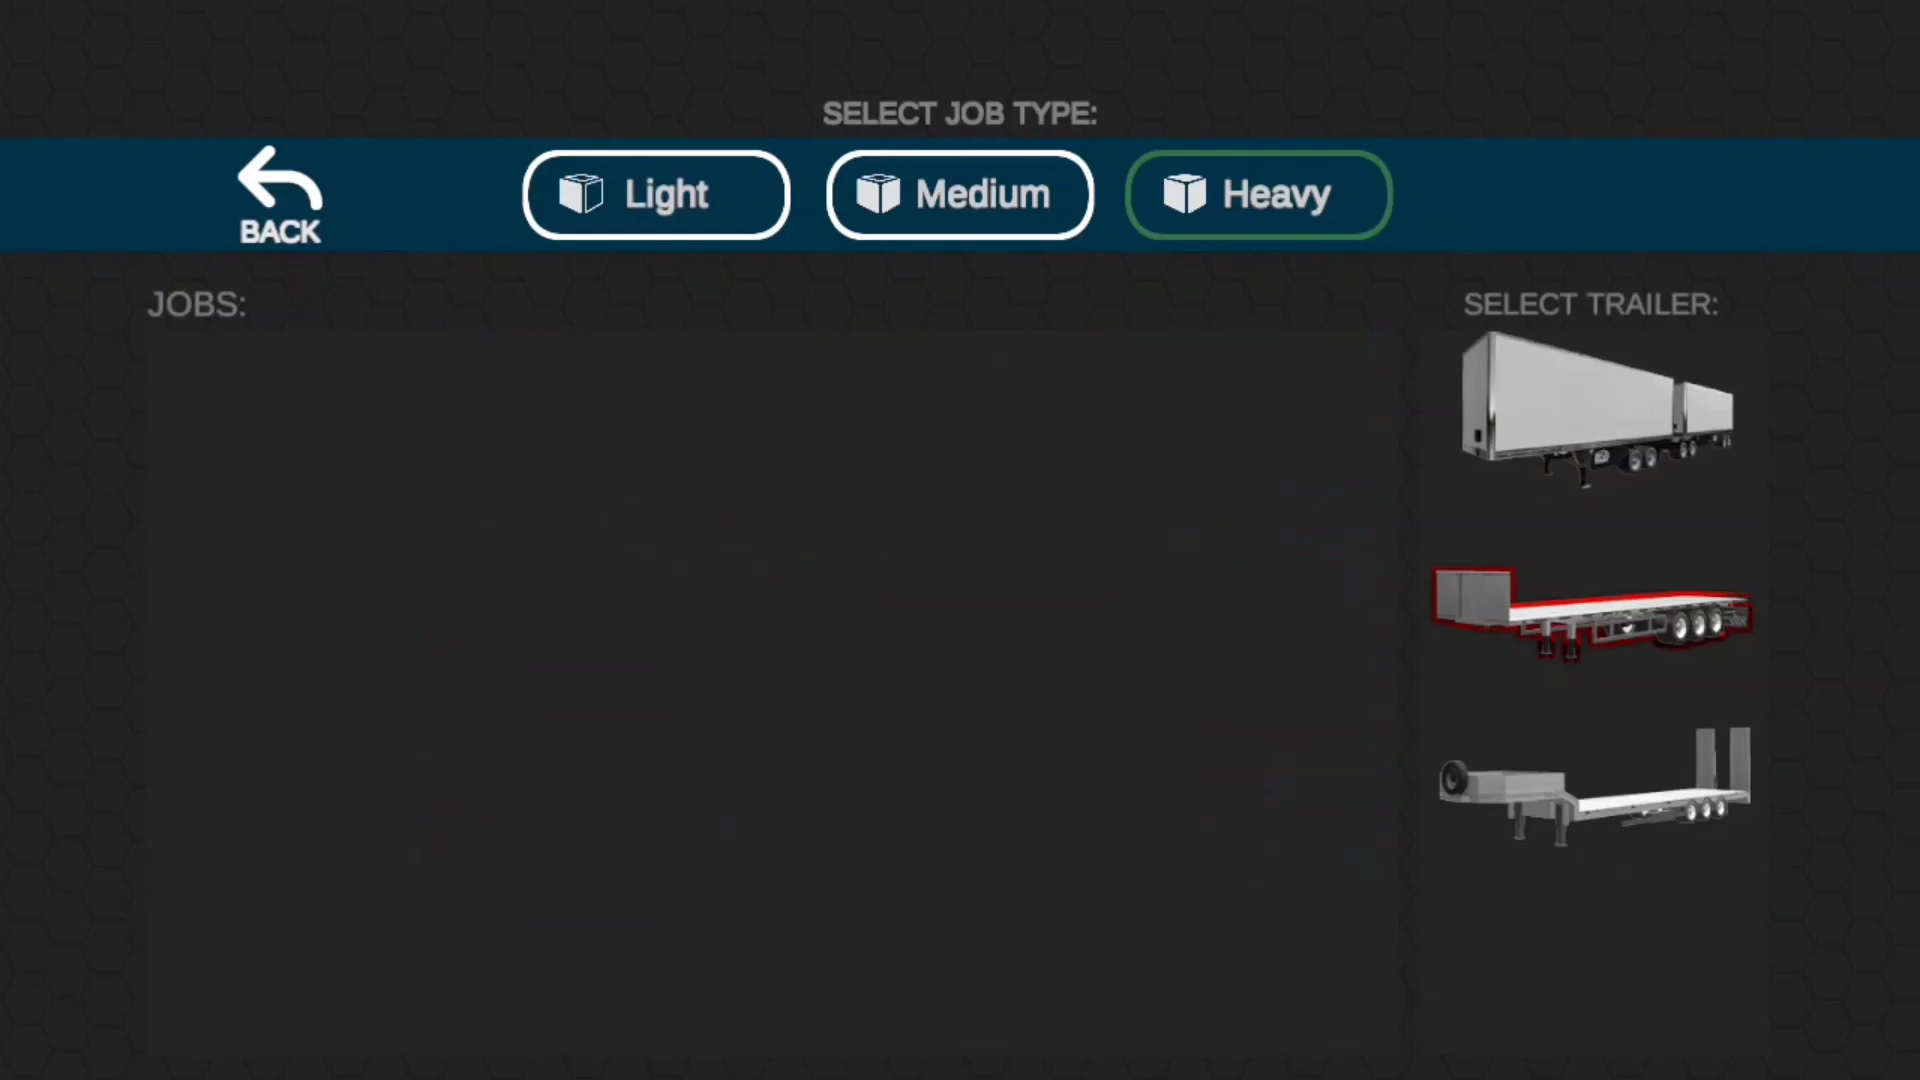 SELECT JOB TYPE:
BACK
Light
Medium
Heavy
JOBS:
SELECT TRAILER: